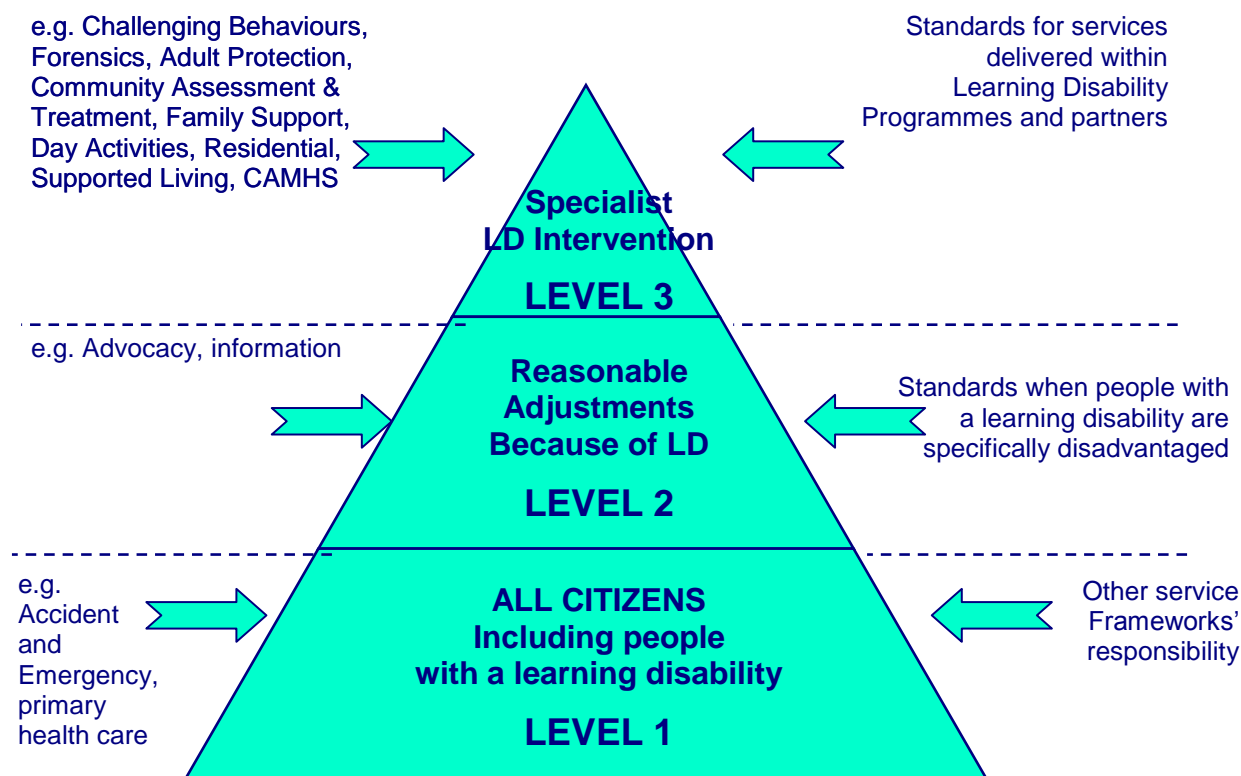 e.g. Challenging Behaviours,
Forensics, Adult Protection,
Community Assessment &
Treatment, Family Support,
Day Activities, Residential,
Supported Living, CAMHS
Standards for services
delivered within
Learning Disability
Programmes and partners
Specialist
LD Intervention
LEVEL 3
e.g. Advocacy, information
Reasonable
Adjustments
Because of LD
LEVEL 2
Standards when people with
a learning disability are
specifically disadvantaged
e.g.
Accident
and
Emergency,
primary
health care
ALL CITIZENS
Including people
with a learning disability
LEVEL 1
Other service
Frameworks’
responsibility